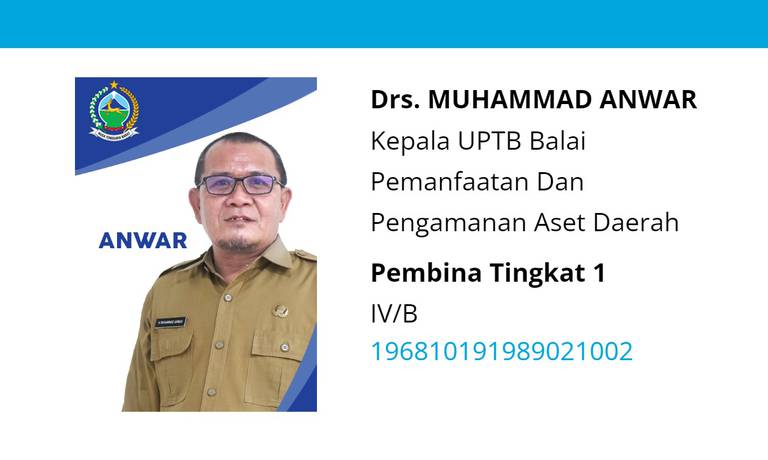 Drs. MUHAMMAD ANWAR
Kepala UPTB Balai
Pemanfaatan Dan
Pengamanan Aset Daerah
Pembina Tingkat 1
IV/B
196810191989021002
ANWAR